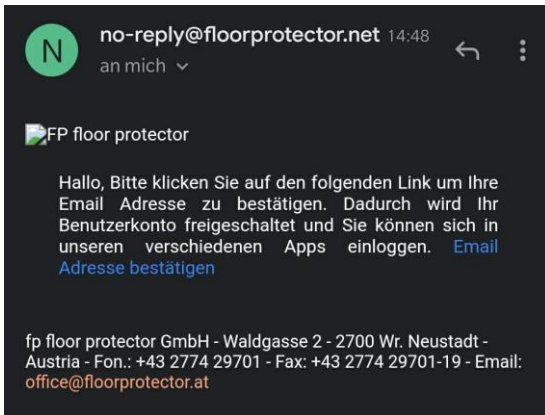 N
no-reply@floorprotector.net 14:48
an mich
FP floor protector
Hallo, Bitte klicken Sie auf den folgenden Link um Ihre
Email Adresse zu bestätigen. Dadurch wird Ihr
Benutzerkonto freigeschaltet und Sie können sich in
unseren verschiedenen Apps einloggen. Email
Adresse bestätigen
fp floor protector GmbH - Waldgasse 2 - 2700 Wr. Neustadt -
Austria - Fon.: +43 2774 29701 - Fax: +43 2774 29701-19 - Email:
office@floorprotector.at